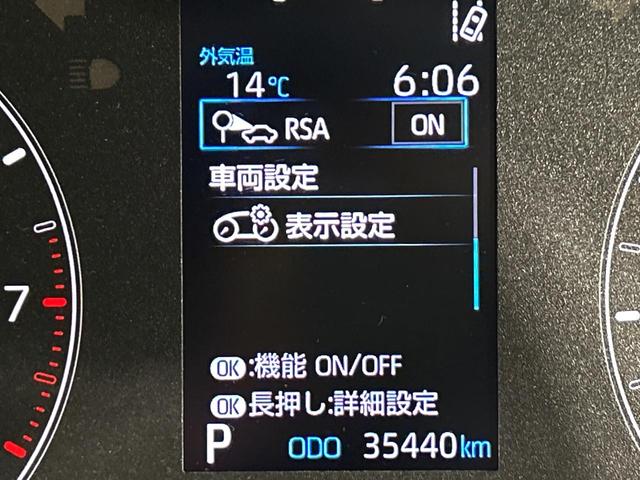 外気温
14℃ 6:06
RSA ON
車両設定
表示設定
OK:機能 ON/OFF
OK長押し:詳細設定
P ODO 35440km
7